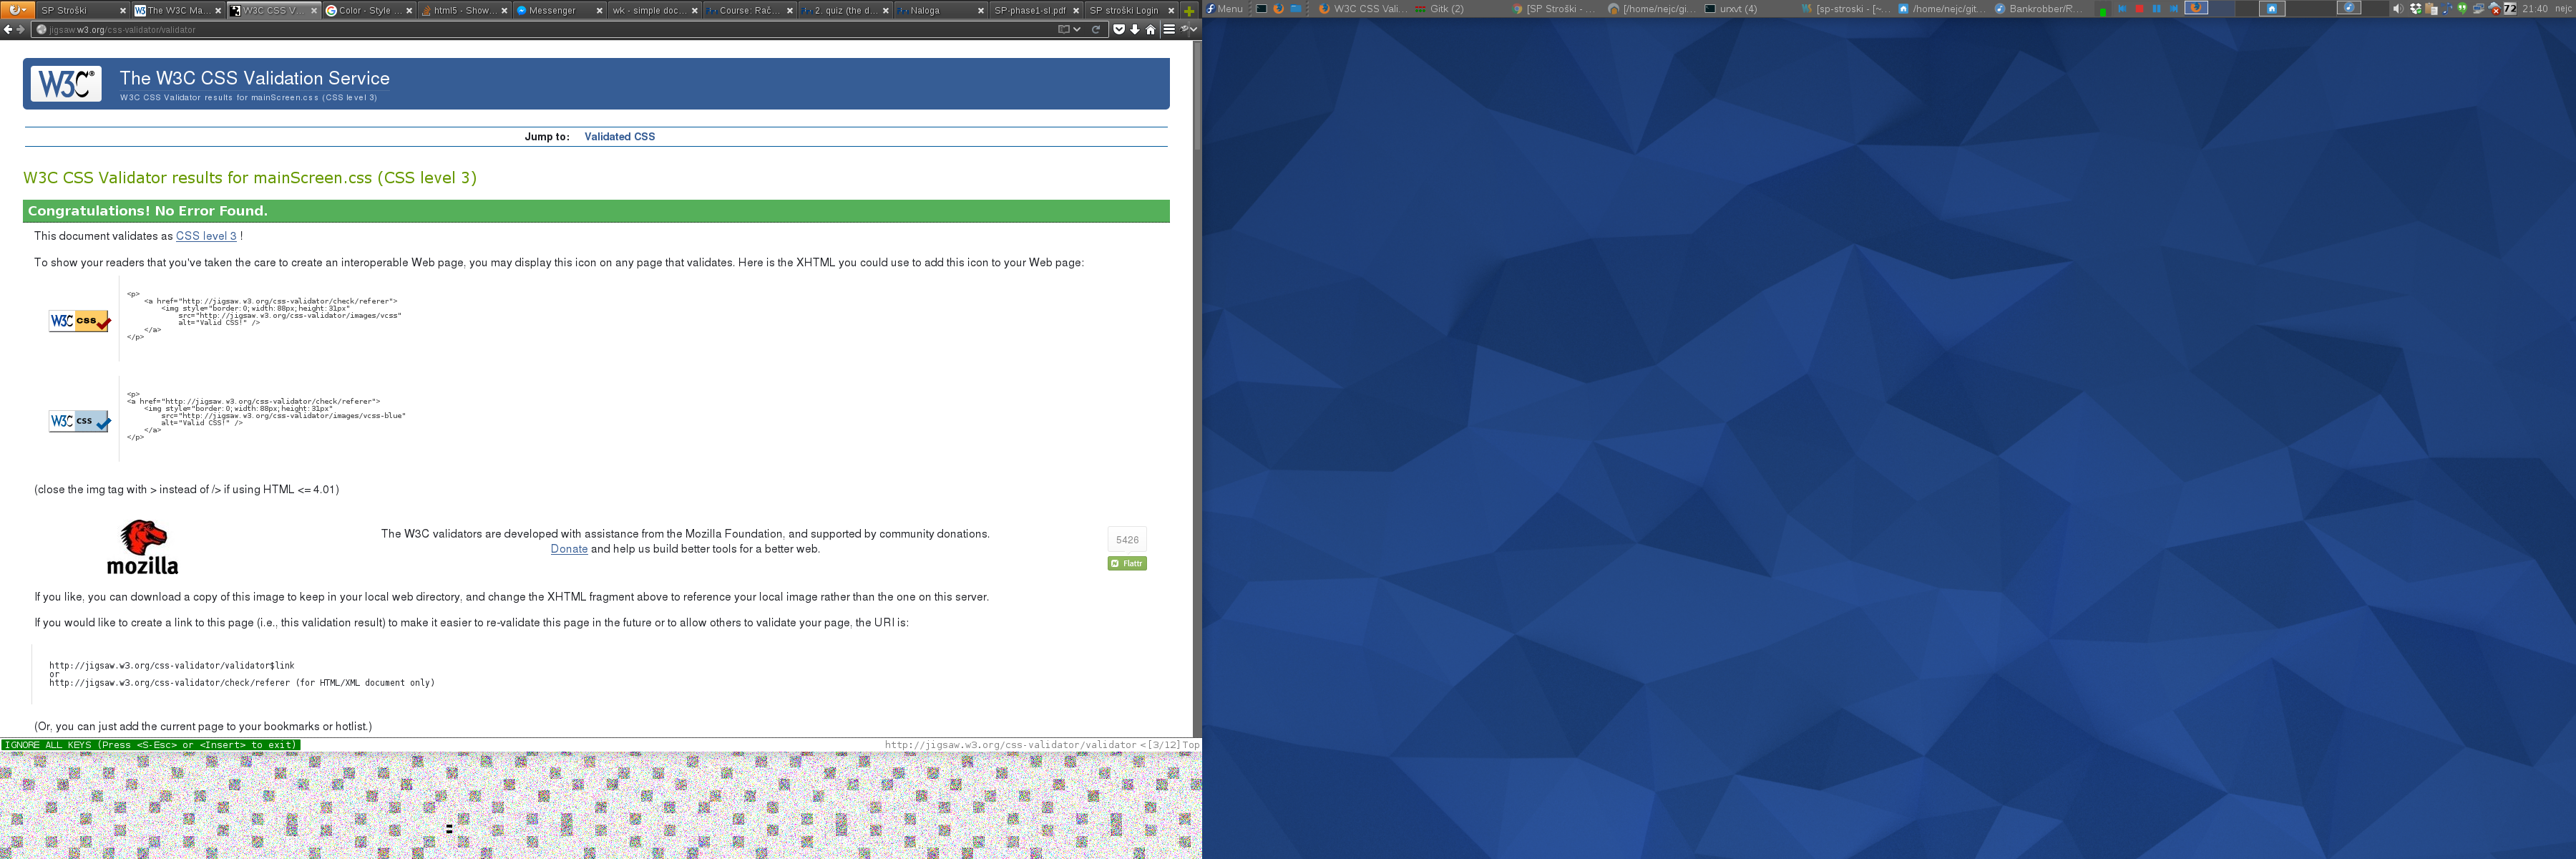 SP Stroški
The W3C Ma...
W3C CSS V...
Color - Style ...
html5 - Show...
Messenger
wk - simple doc...
Course: Rač...
2. quiz (the d...
Naloga
SP-phase1-sl.pdf
SP stroški Login
Menu
W3C CSS Vali...
Gitk (2)
[SP Stroški - ...
[/home/nejc/gi...
urxvt (4)
[sp-stroski - [~...
/home/nejc/git...
Bankrobber/R...
72
21:40
nejc
jigsaw.w3.org/css-validator/validator
W3C®
The W3C CSS Validation Service
W3C CSS Validator results for mainScreen.css (CSS level 3)
Jump to: Validated CSS
W3C CSS Validator results for mainScreen.css (CSS level 3)
Congratulations! No Error Found.
This document validates as CSS level 3 !
To show your readers that you've taken the care to create an interoperable Web page, you may display this icon on any page that validates. Here is the XHTML you could use to add this icon to your Web page:
W3C css
<p>
<a href="http://jigsaw.w3.org/css-validator/check/referer">
<img style="border:0;width:88px;height:31px"
src="http://jigsaw.w3.org/css-validator/images/vcss"
alt="Valid CSS!" />
</a>
</p>
W3C css
<p>
<a href="http://jigsaw.w3.org/css-validator/check/referer">
<img style="border:0;width:88px;height:31px"
src="http://jigsaw.w3.org/css-validator/images/vcss-blue"
alt="Valid CSS!" />
</a>
</p>
(close the img tag with > instead of /> if using HTML <= 4.01)
mozilla
The W3C validators are developed with assistance from the Mozilla Foundation, and supported by community donations.
Donate and help us build better tools for a better web.
5426
Flattr
If you like, you can download a copy of this image to keep in your local web directory, and change the XHTML fragment above to reference your local image rather than the one on this server.
If you would like to create a link to this page (i.e., this validation result) to make it easier to re-validate this page in the future or to allow others to validate your page, the URI is:
http://jigsaw.w3.org/css-validator/validator$link
or
http://jigsaw.w3.org/css-validator/check/referer (for HTML/XML document only)
(Or, you can just add the current page to your bookmarks or hotlist.)
IGNORE ALL KEYS (Press <S-Esc> or <Insert> to exit)
http://jigsaw.w3.org/css-validator/validator <[3/12] Top